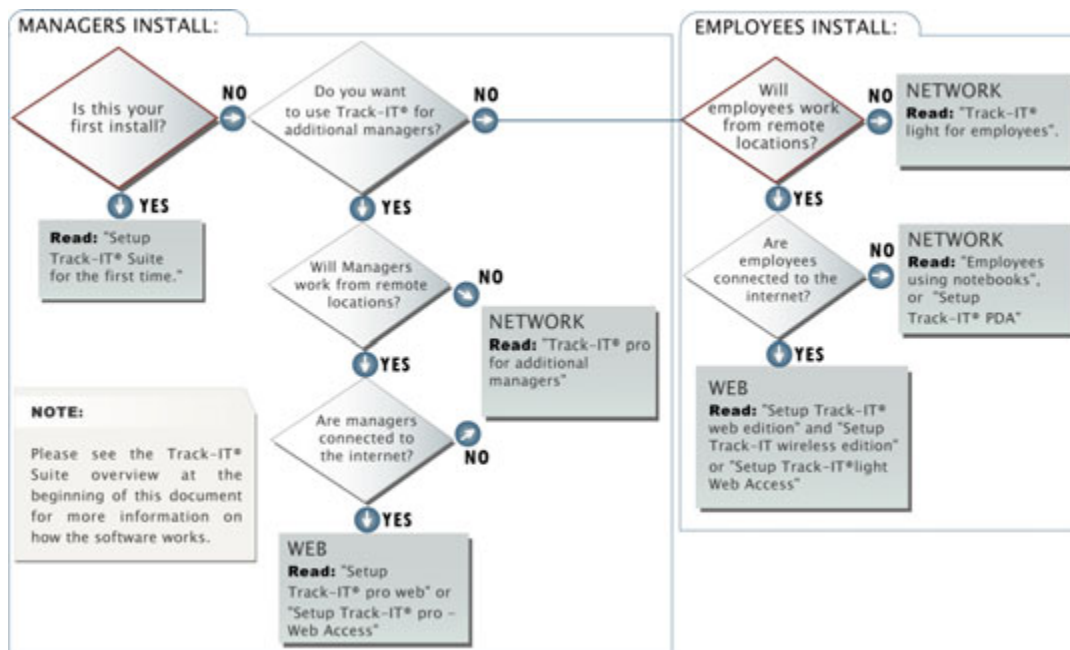 MANAGERS INSTALL:
Is this your
first install?
NO
YES
Read: "Setup
Track-IT® Suite
for the first time."
Do you want
to use Track-IT® for
additional managers?
NO
YES
Will Managers
work from remote
locations?
NO
YES
NETWORK
Read: "Track-IT® pro
for additional
managers"
Are managers
connected to
the internet?
NO
YES
WEB
Read: "Setup
Track-IT® pro web" or
"Setup Track-IT® pro -
Web Access"
NOTE:
Please see the Track-IT®
Suite overview at the
beginning of this document
for more information on
how the software works.
EMPLOYEES INSTALL:
Will
employees work
from remote
locations?
NO
YES
NETWORK
Read: "Track-IT®
light for employees".
Are
employees
connected to the
internet?
NO
YES
NETWORK
Read: "Employees
using notebooks",
or "Setup
Track-IT® PDA"
WEB
Read: "Setup Track-IT®
web edition" and "Setup
Track-IT wireless edition"
or "Setup Track-IT®light
Web Access"